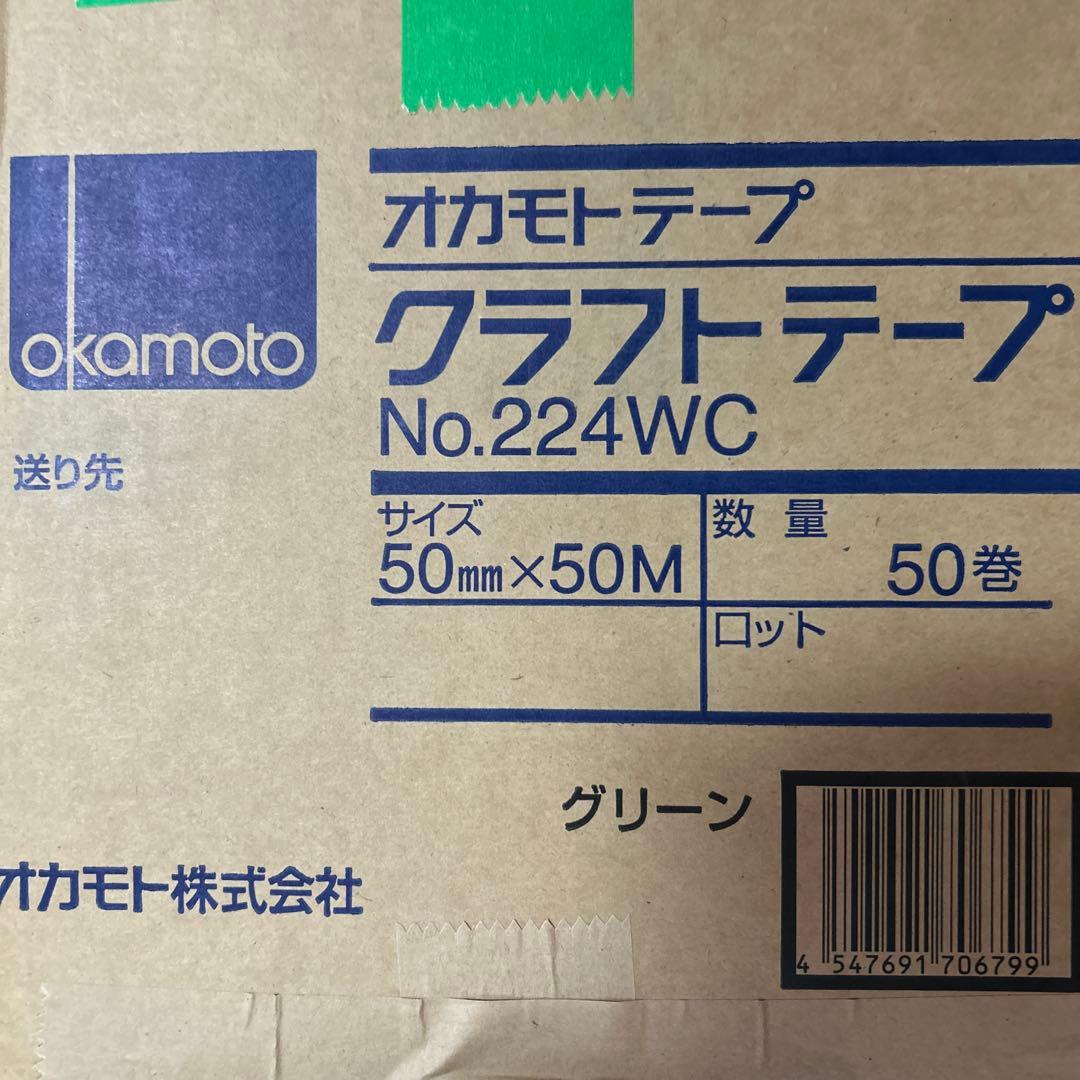 okamoto
オカモトテープ
クラフトテープ
No.224WC
送り先
サイズ
50mm×50M
数量
50巻
ロット
グリーン
オカモト株式会社
4 547691 706799